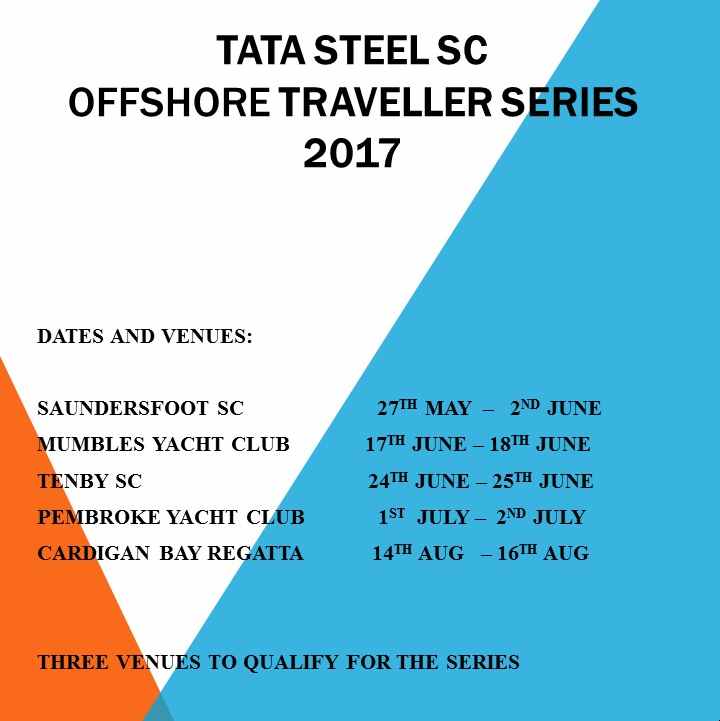 TATA STEEL SC
OFFSHORE TRAVELLER SERIES
2017
DATES AND VENUES:
SAUNDERSFOOT SC 27TH MAY – 2ND JUNE
MUMBLES YACHT CLUB 17TH JUNE – 18TH JUNE
TENBY SC 24TH JUNE – 25TH JUNE
PEMBROKE YACHT CLUB 1ST JULY – 2ND JULY
CARDIGAN BAY REGATTA 14TH AUG – 16TH AUG
THREE VENUES TO QUALIFY FOR THE SERIES